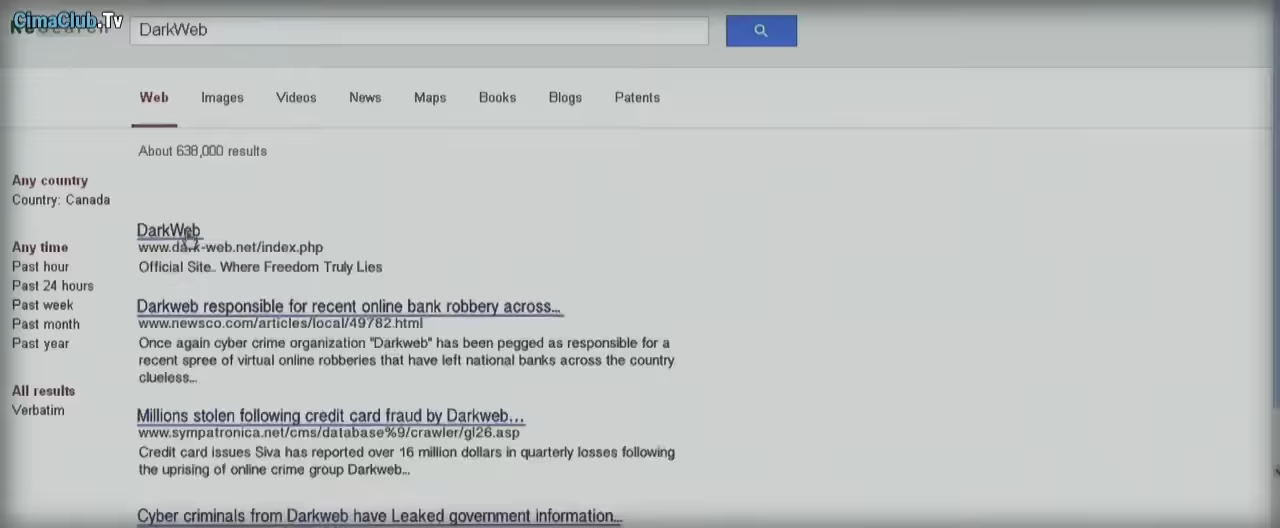 CimaClub.Tv
DarkWeb
Web Images Videos News Maps Books Blogs Patents
About 638,000 results
Any country
Country: Canada
Any time
Past hour
Past 24 hours
Past week
Past month
Past year
All results
Verbatim
DarkWeb
www.dark-web.net/index.php
Official Site.. Where Freedom Truly Lies
Darkweb responsible for recent online bank robbery across...
www.newsco.com/articles/local/49782.html
Once again cyber crime organization "Darkweb" has been pegged as responsible for a
recent spree of virtual online robberies that have left national banks across the country
clueless...
Millions stolen following credit card fraud by Darkweb...
www.sympatronica.net/cms/database%9/crawler/gl26.asp
Credit card issues Siva has reported over 16 million dollars in quarterly losses following
the uprising of online crime group Darkweb...
Cyber criminals from Darkweb have Leaked government information...